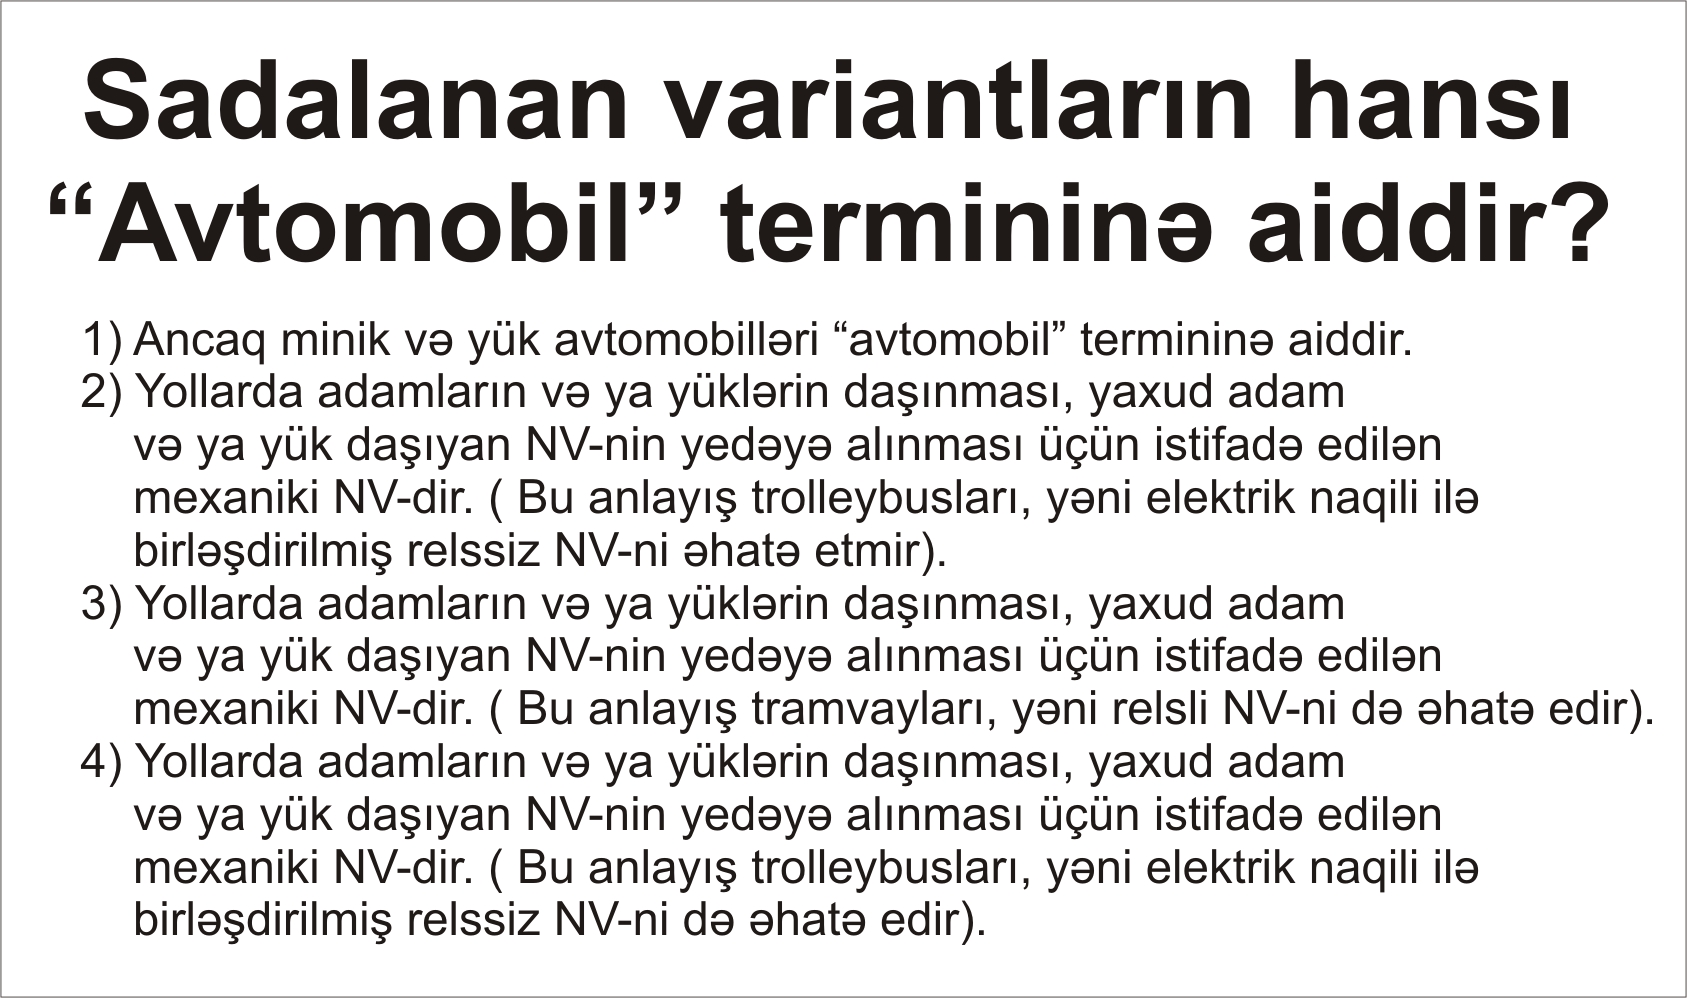 Sadalanan variantların hansı
“Avtomobil” termininə aiddir?
1) Ancaq minik və yük avtomobilləri “avtomobil” termininə aiddir.
2) Yollarda adamların və ya yüklərin daşınması, yaxud adam
və ya yük daşıyan NV-nin yedəyə alınması üçün istifadə edilən
mexaniki NV-dir. ( Bu anlayış trolleybusları, yəni elektrik naqili ilə
birləşdirilmiş relssiz NV-ni əhatə etmir).
3) Yollarda adamların və ya yüklərin daşınması, yaxud adam
və ya yük daşıyan NV-nin yedəyə alınması üçün istifadə edilən
mexaniki NV-dir. ( Bu anlayış tramvayları, yəni relsli NV-ni də əhatə edir).
4) Yollarda adamların və ya yüklərin daşınması, yaxud adam
və ya yük daşıyan NV-nin yedəyə alınması üçün istifadə edilən
mexaniki NV-dir. ( Bu anlayış trolleybusları, yəni elektrik naqili ilə
birləşdirilmiş relssiz NV-ni də əhatə edir).